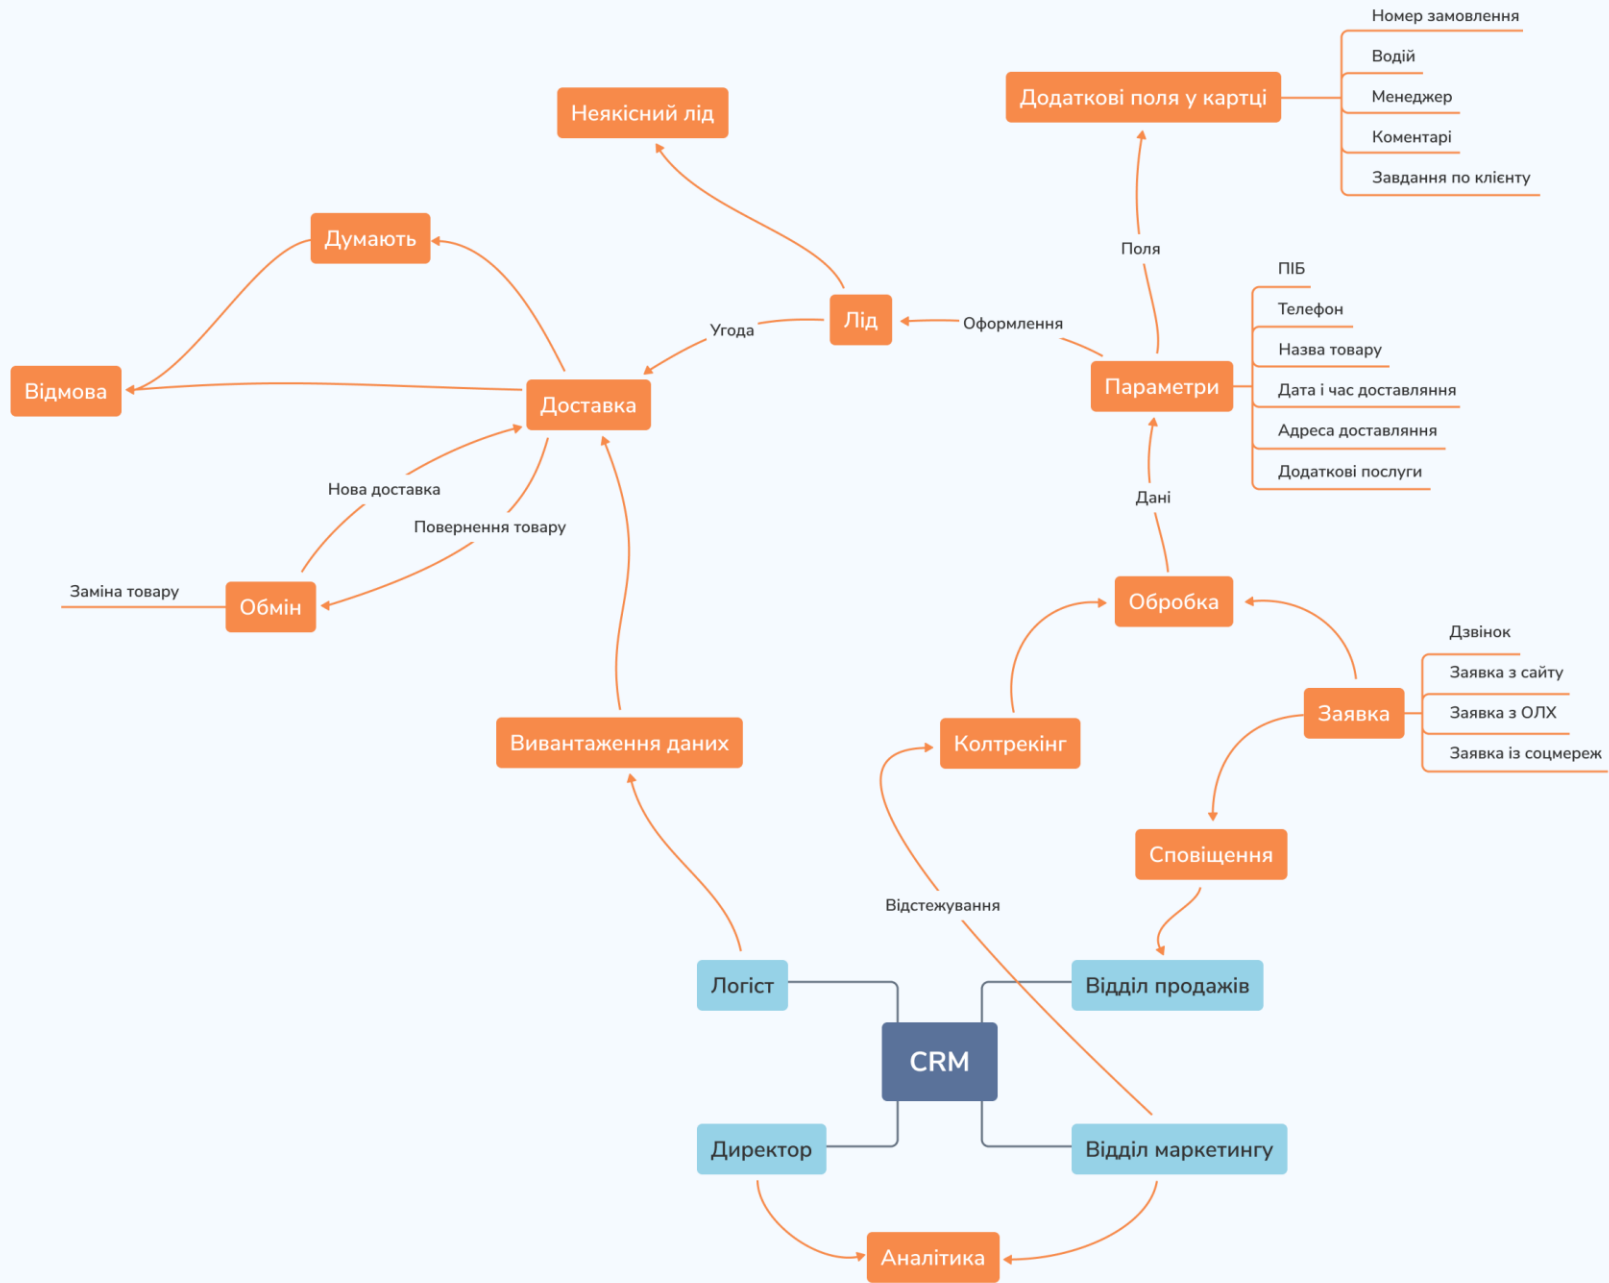 Номер замовлення
Водій
Додаткові поля у картці
Менеджер
Неякісний лід
Коментарі
Завдання по клієнту
Думають
Поля
ПІБ
Телефон
Лід
Оформлення
Угода
Назва товару
Параметри
Відмова
Дата і час доставляння
Доставка
Адреса доставляння
Додаткові послуги
Нова доставка
Дані
Повернення товару
Заміна товару
Обмін
Обробка
Дзвінок
Заявка з сайту
Заявка
Заявка з ОЛХ
Заявка із соцмереж
Вивантаження даних
Колтрекінг
Сповіщення
Відстежування
Логіст
Відділ продажів
CRM
Директор
Відділ маркетингу
Аналітика